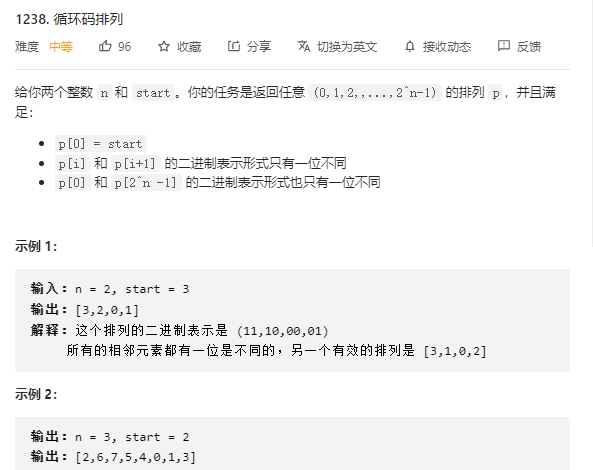 1238. 循环码排列
难度 中等 96 收藏 分享 切换为英文 接收动态 反馈
给你两个整数 n 和 start。你的任务是返回任意 (0,1,2,,...,2^n-1) 的排列 p，并且满
足：
p[0] = start
p[i] 和 p[i+1] 的二进制表示形式只有一位不同
p[0] 和 p[2^n -1] 的二进制表示形式也只有一位不同
示例 1：
输入：n = 2, start = 3
输出：[3,2,0,1]
解释：这个排列的二进制表示是 (11,10,00,01)
所有的相邻元素都有一位是不同的，另一个有效的排列是 [3,1,0,2]
示例 2：
输出：n = 3, start = 2
输出：[2,6,7,5,4,0,1,3]